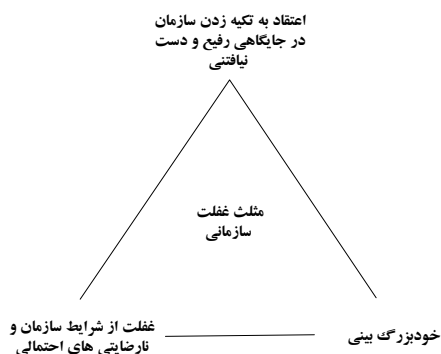 اعتقاد به تکیه زدن سازمان
در جایگاهی رفیع و دست
نیافتنی
مثلث غفلت
سازمانی
خودبزرگ بینی
غفلت از شرایط سازمان و
نارضایتی های احتمالی